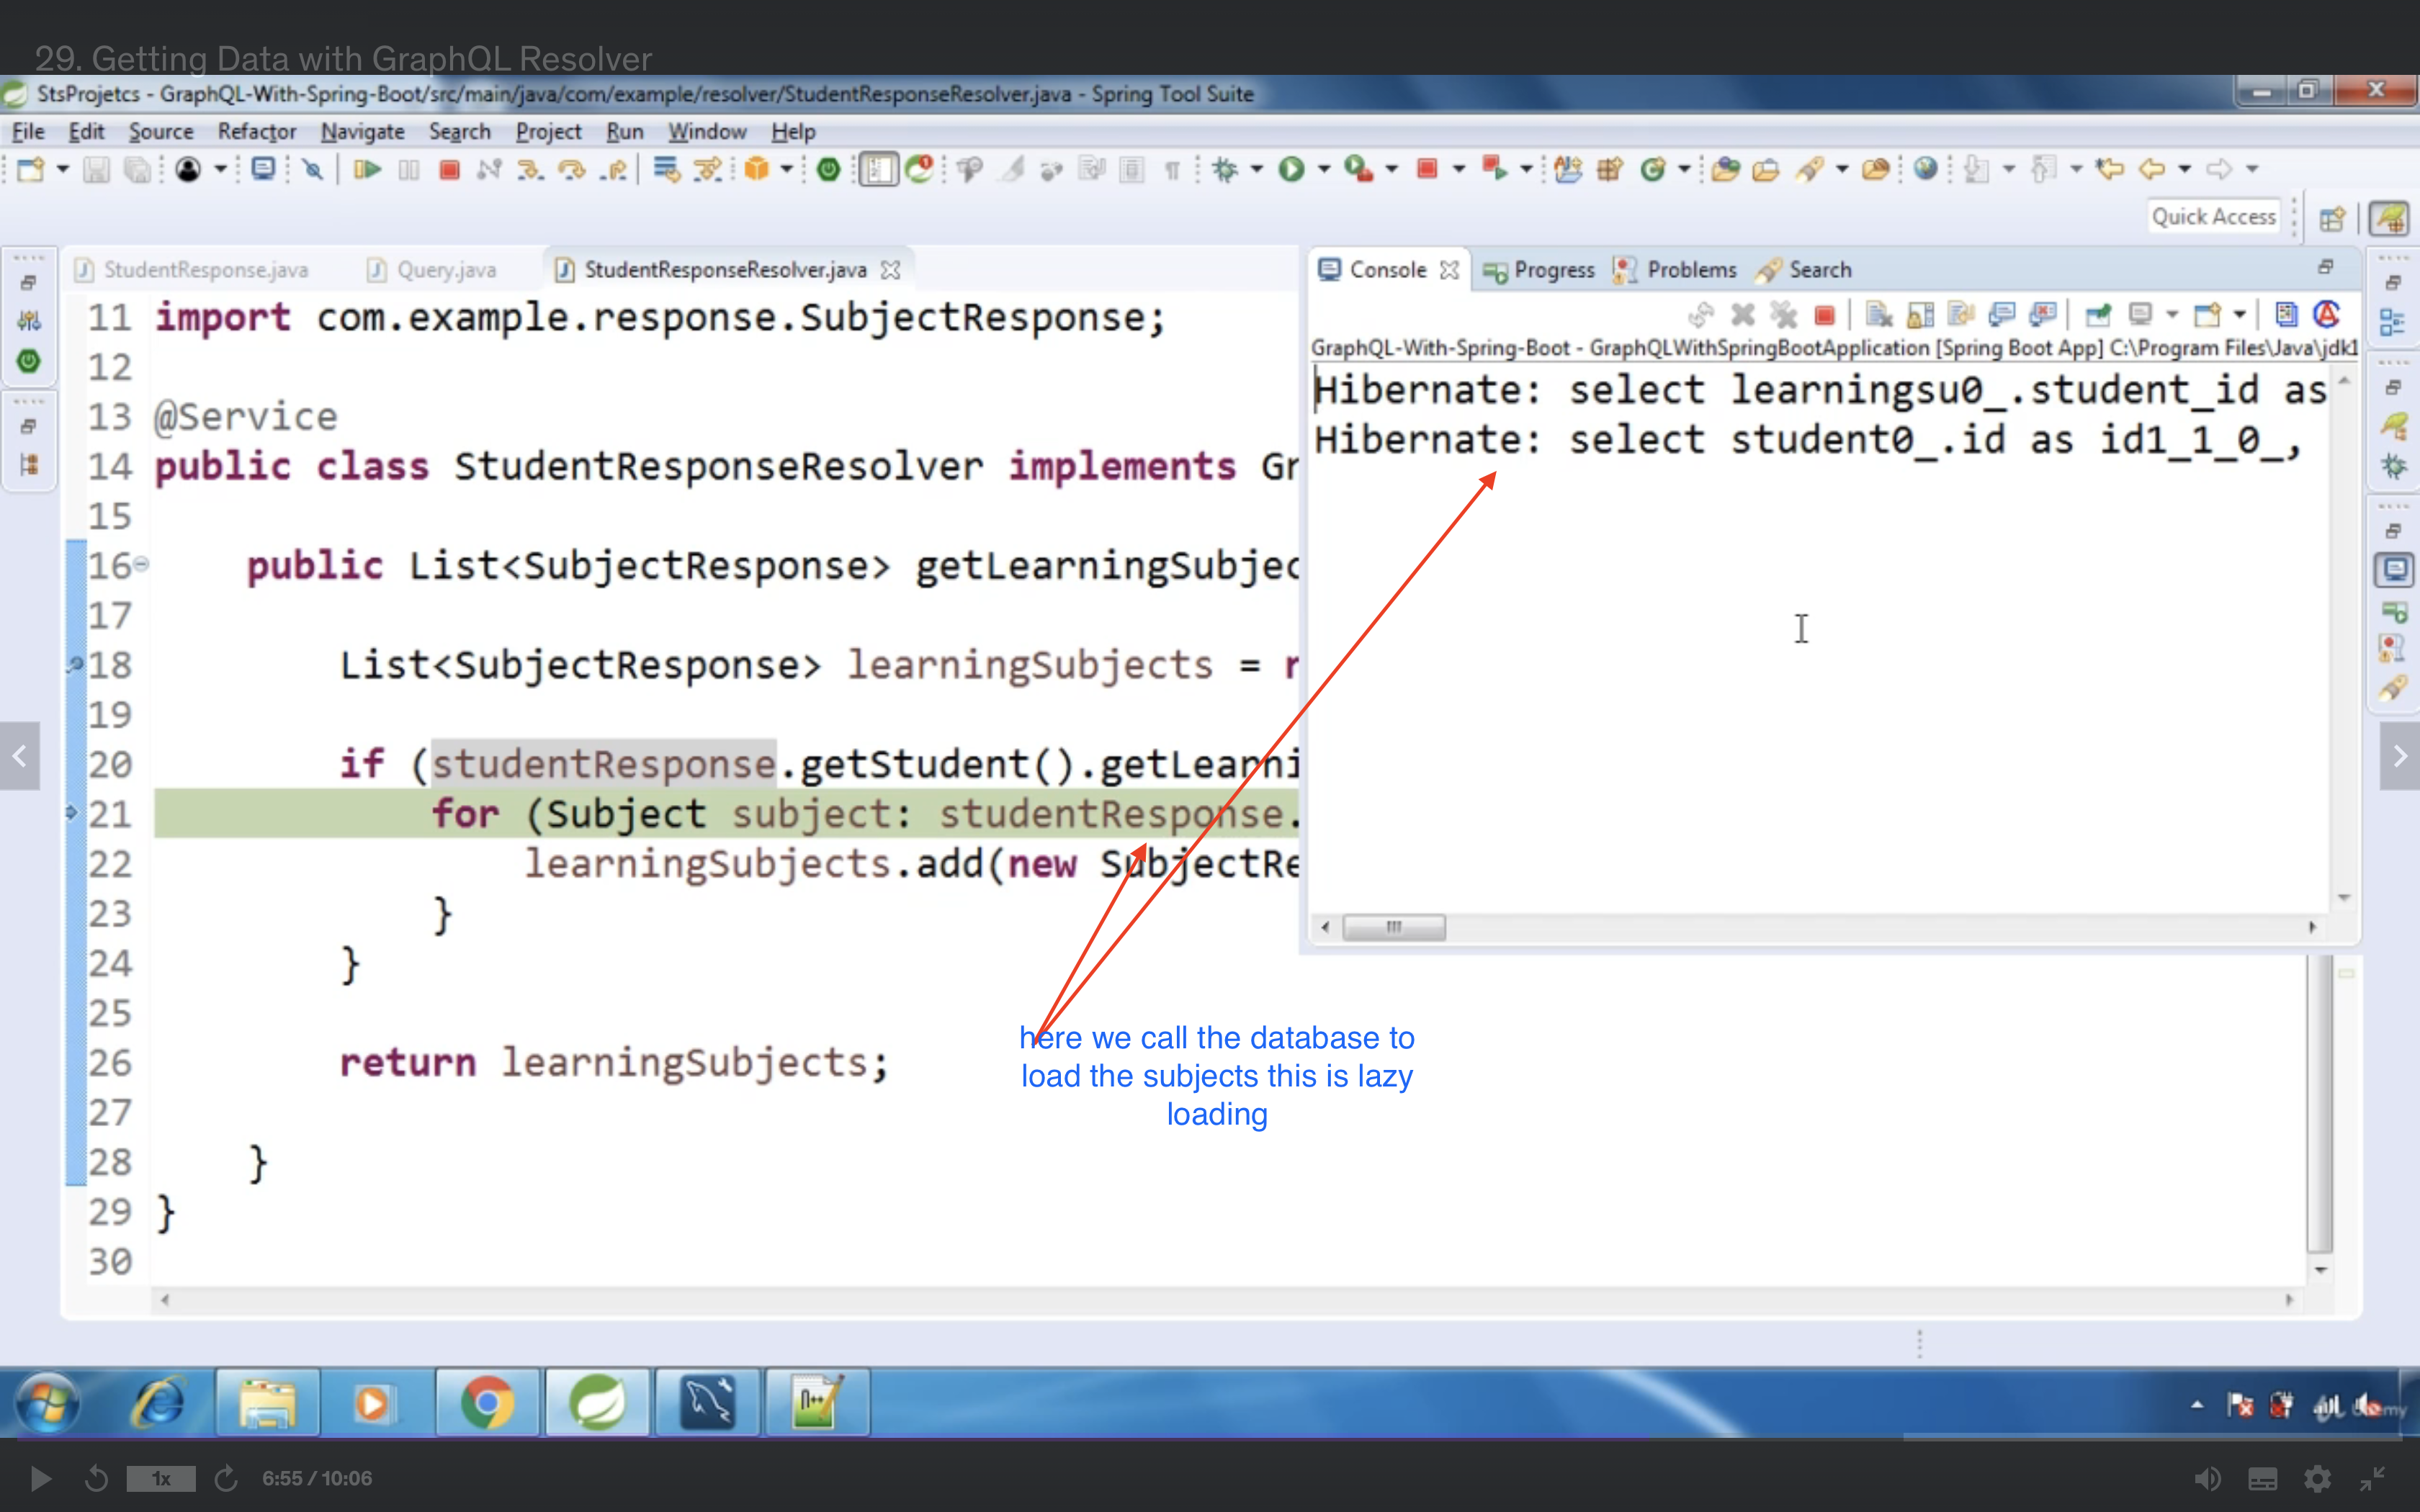 29. Getting Data with GraphQL Resolver
StsProjetcs - GraphQL-With-Spring-Boot/src/main/java/com/example/resolver/StudentResponseResolver.java - Spring Tool Suite
File Edit Source Refactor Navigate Search Project Run Window Help
Quick Access
StudentResponse.java Query.java StudentResponseResolver.java
Console Progress Problems Search
GraphQL-With-Spring-Boot - GraphQLWithSpringBootApplication [Spring Boot App] C:\Program Files\Java\jdk1
Hibernate: select learningsu0_.student_id as
Hibernate: select student0_.id as id1_1_0_,
11 import com.example.response.SubjectResponse;
12
13 @Service
14 public class StudentResponseResolver implements Gr
15
16 public List<SubjectResponse> getLearningSubjec
17
18 List<SubjectResponse> learningSubjects = n
19
20 if (studentResponse.getStudent().getLearni
21 for (Subject subject: studentResponse.
22 learningSubjects.add(new SubjectRe
23 }
24 }
25
26 return learningSubjects;
27
28 }
29 }
30
here we call the database to
load the subjects this is lazy
loading
1x 6:55 / 10:06